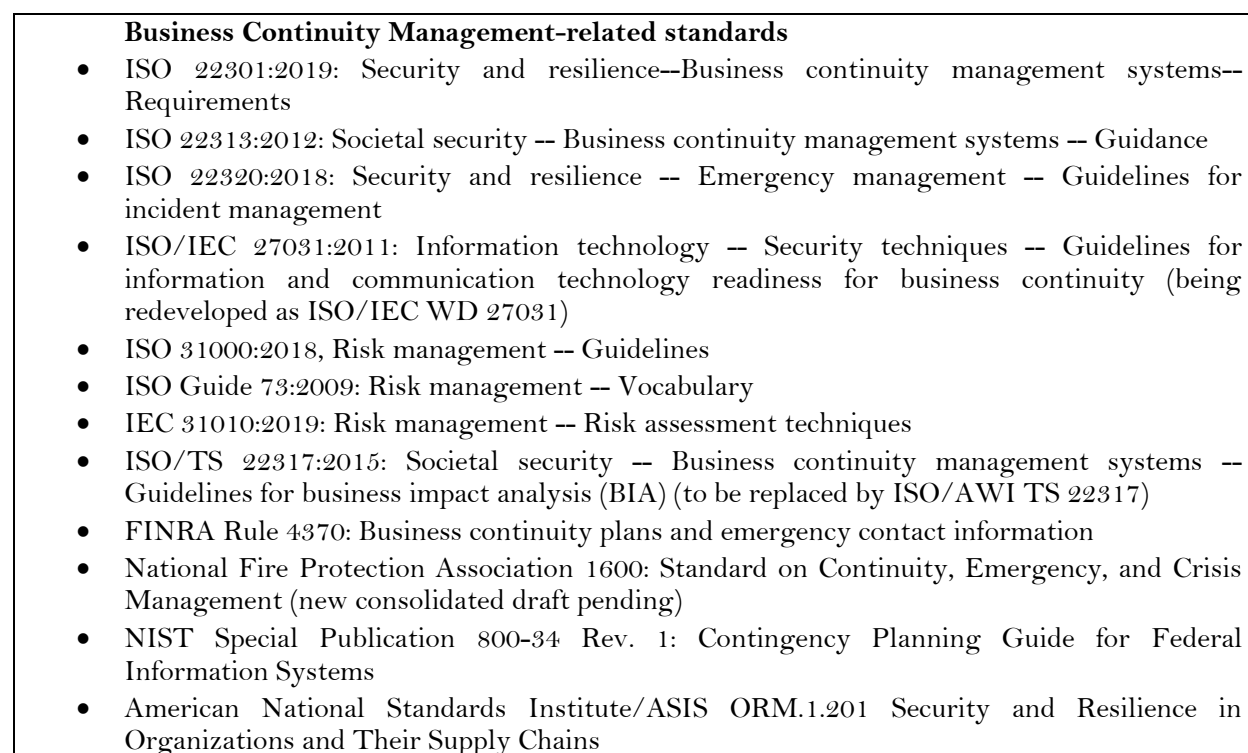 Business Continuity Management-related standards
• ISO 22301:2019: Security and resilience--Business continuity management systems--
Requirements
• ISO 22313:2012: Societal security -- Business continuity management systems -- Guidance
• ISO 22320:2018: Security and resilience -- Emergency management -- Guidelines for
incident management
• ISO/IEC 27031:2011: Information technology -- Security techniques -- Guidelines for
information and communication technology readiness for business continuity (being
redeveloped as ISO/IEC WD 27031)
• ISO 31000:2018, Risk management -- Guidelines
• ISO Guide 73:2009: Risk management -- Vocabulary
• IEC 31010:2019: Risk management -- Risk assessment techniques
• ISO/TS 22317:2015: Societal security -- Business continuity management systems --
Guidelines for business impact analysis (BIA) (to be replaced by ISO/AWI TS 22317)
• FINRA Rule 4370: Business continuity plans and emergency contact information
• National Fire Protection Association 1600: Standard on Continuity, Emergency, and Crisis
Management (new consolidated draft pending)
• NIST Special Publication 800-34 Rev. 1: Contingency Planning Guide for Federal
Information Systems
• American National Standards Institute/ASIS ORM.1.201 Security and Resilience in
Organizations and Their Supply Chains